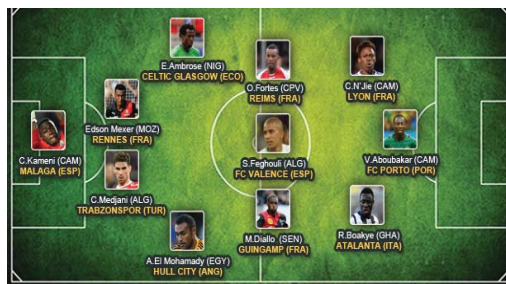 E.Ambrose (NIG)
CELTIC GLASGOW (ECO)
O.Fortes (CPV)
REIMS (FRA)
C.N'Jie (CAM)
LYON (FRA)
Edson Mexer (MOZ)
RENNES (FRA)
C.Kameni (CAM)
MALAGA (ESP)
S.Feghouli (ALG)
FC VALENCE (ESP)
V.Aboubakar (CAM)
FC PORTO (POR)
C.Medjani (ALG)
TRABZONSPOR (TUR)
A.El Mohamady (EGY)
HULL CITY (ANG)
M.Diallo (SEN)
GUINGAMP (FRA)
R.Boakye (GHA)
ATALANTA (ITA)